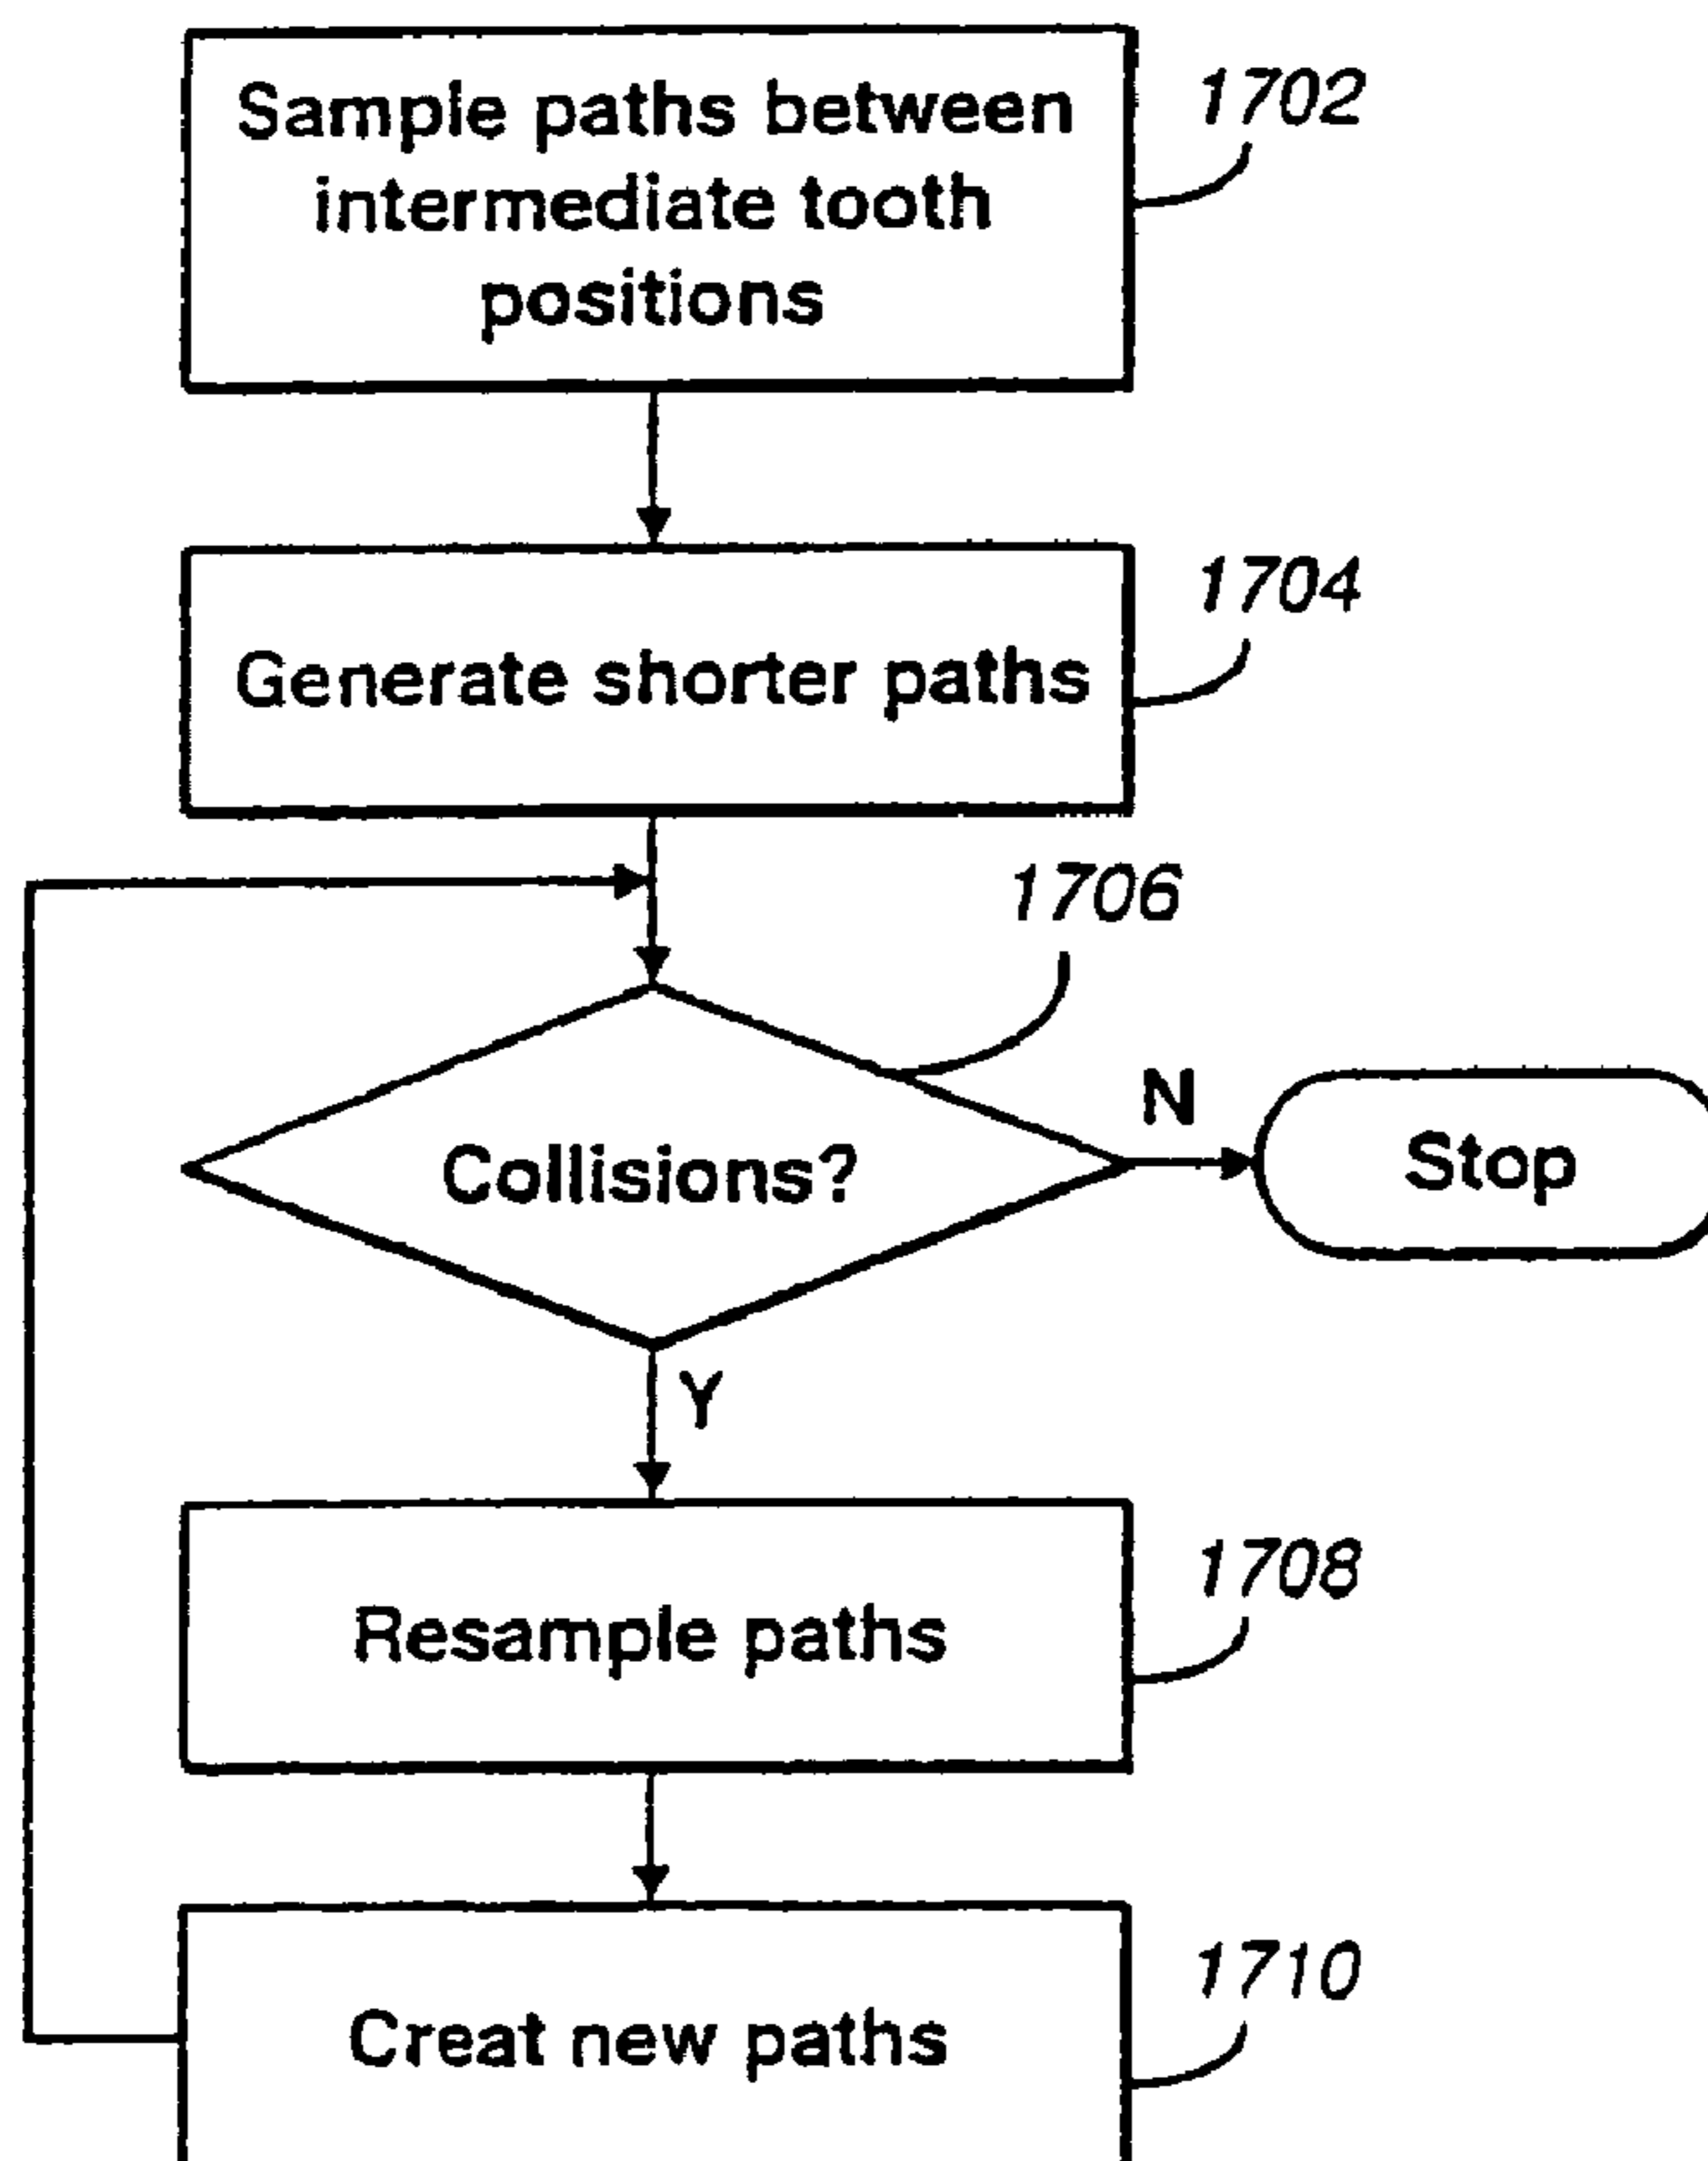 Sample paths between
intermediate tooth
positions
1702
Generate shorter paths
1704
1706
Collisions?
N
Stop
Y
Resample paths
1708
Creat new paths
1710